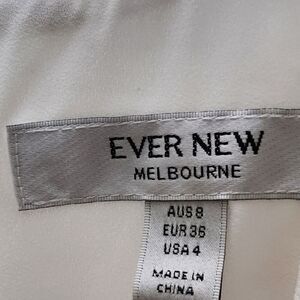 EVER NEW
MELBOURNE
AUS 8
EUR 36
USA 4
MADE IN
CHINA